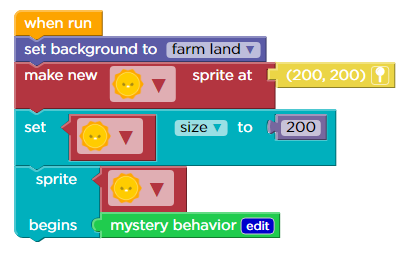 when run
set background to farm land ▼
make new ▼ sprite at (200, 200)
set ▼ size ▼ to 200
sprite ▼
begins mystery behavior edit